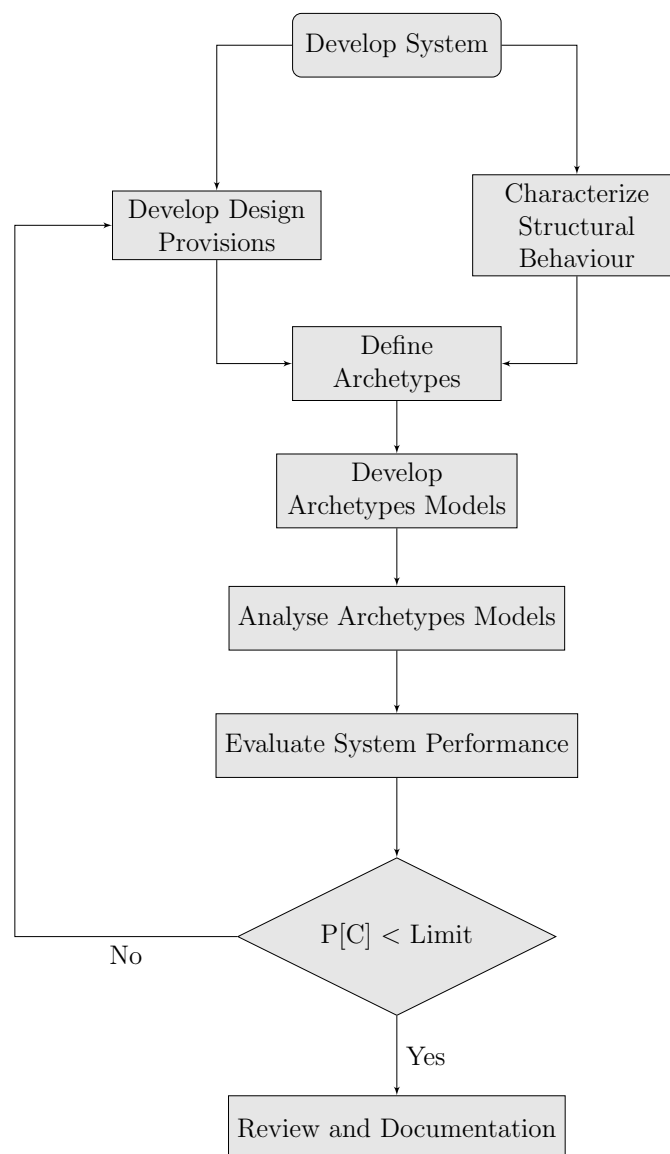 Develop System
Develop Design
Provisions
Characterize
Structural
Behaviour
Define
Archetypes
Develop
Archetypes Models
Analyse Archetypes Models
Evaluate System Performance
P[C] < Limit
No
Yes
Review and Documentation